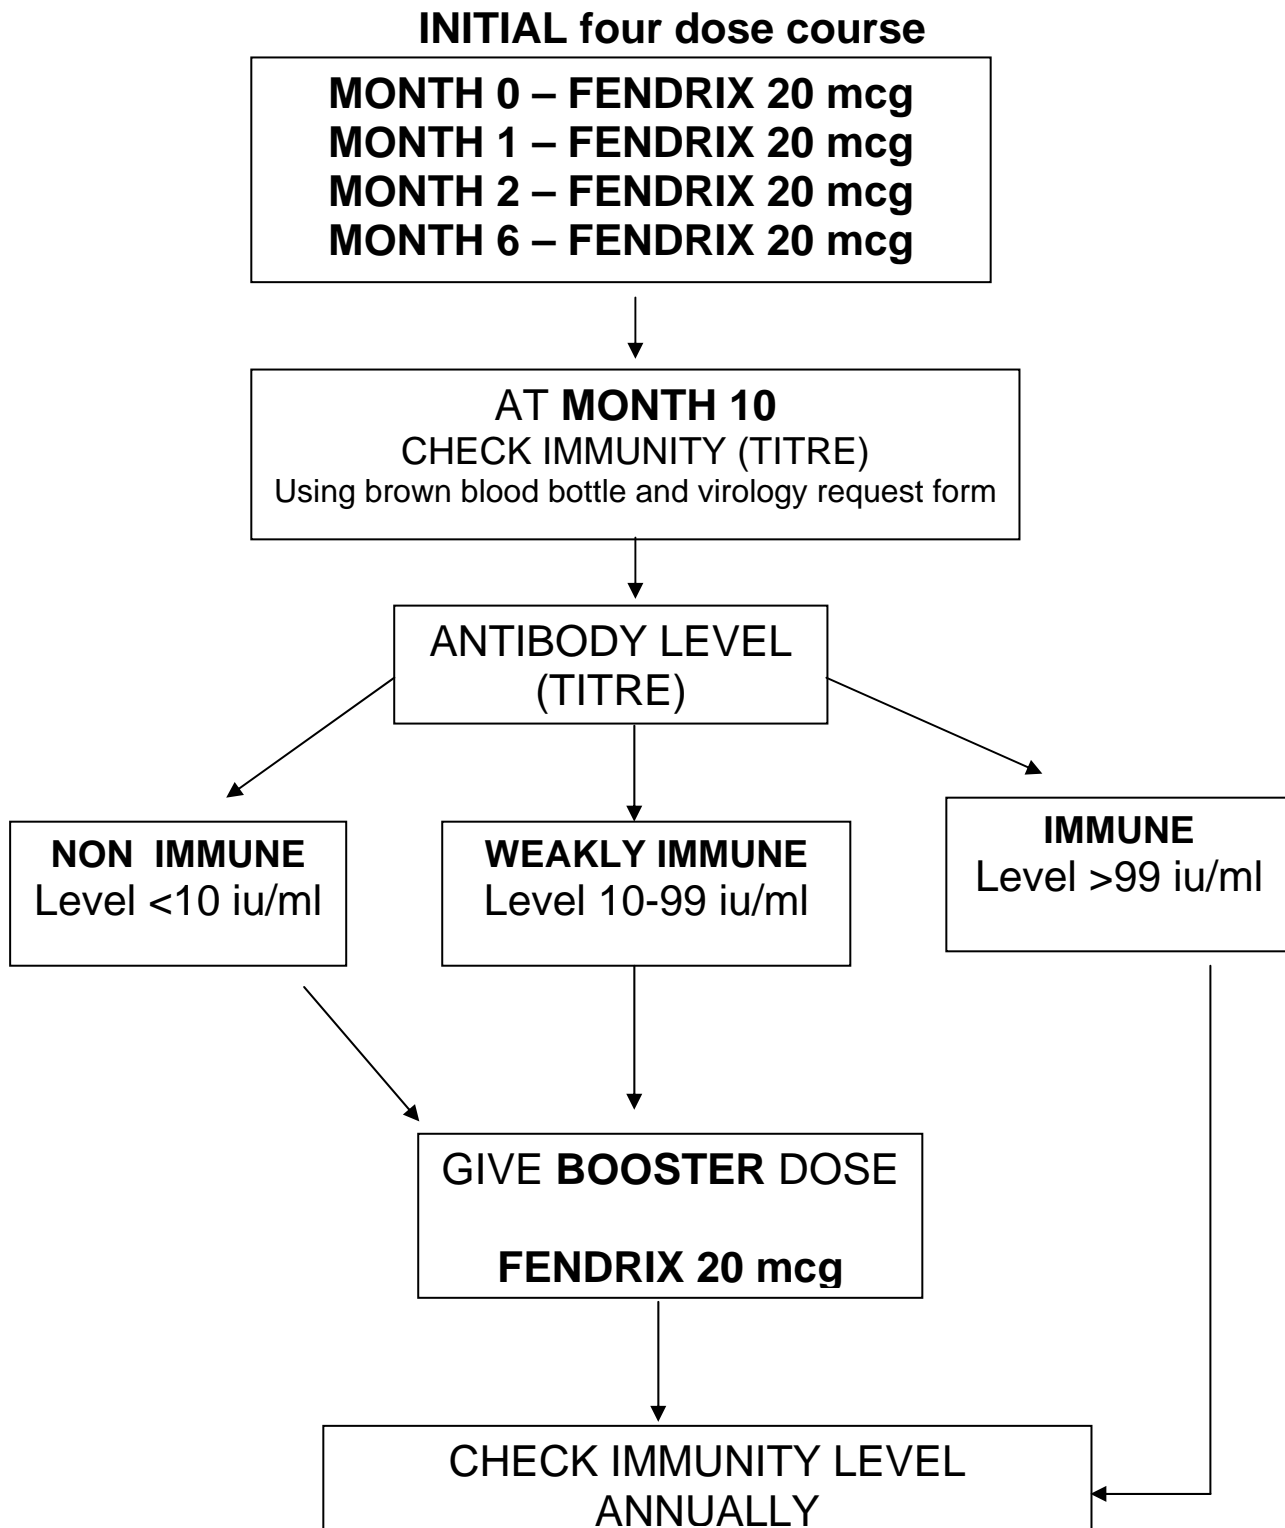 INITIAL four dose course
MONTH 0 – FENDRIX 20 mcg
MONTH 1 – FENDRIX 20 mcg
MONTH 2 – FENDRIX 20 mcg
MONTH 6 – FENDRIX 20 mcg
AT MONTH 10
CHECK IMMUNITY (TITRE)
Using brown blood bottle and virology request form
ANTIBODY LEVEL
(TITRE)
NON IMMUNE
Level <10 iu/ml
WEAKLY IMMUNE
Level 10-99 iu/ml
IMMUNE
Level >99 iu/ml
GIVE BOOSTER DOSE
FENDRIX 20 mcg
CHECK IMMUNITY LEVEL
ANNUALLY